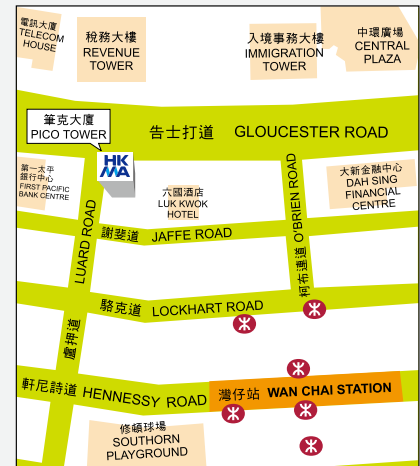 電訊大廈
TELECOM
HOUSE
稅務大樓
REVENUE
TOWER
入境事務大樓
IMMIGRATION
TOWER
中環廣場
CENTRAL
PLAZA
筆克大廈
PICO TOWER
告士打道 GLOUCESTER ROAD
HK
MA
第一太平
銀行中心
FIRST PACIFIC
BANK CENTRE
六國酒店
LUK KWOK
HOTEL
大新金融中心
DAH SING
FINANCIAL
CENTRE
柯布連道 O'BRIEN ROAD
盧押道 LUARD ROAD
謝斐道 JAFFE ROAD
駱克道 LOCKHART ROAD
軒尼詩道 HENNESSY ROAD
灣仔站 WAN CHAI STATION
修頓球場
SOUTHORN
PLAYGROUND